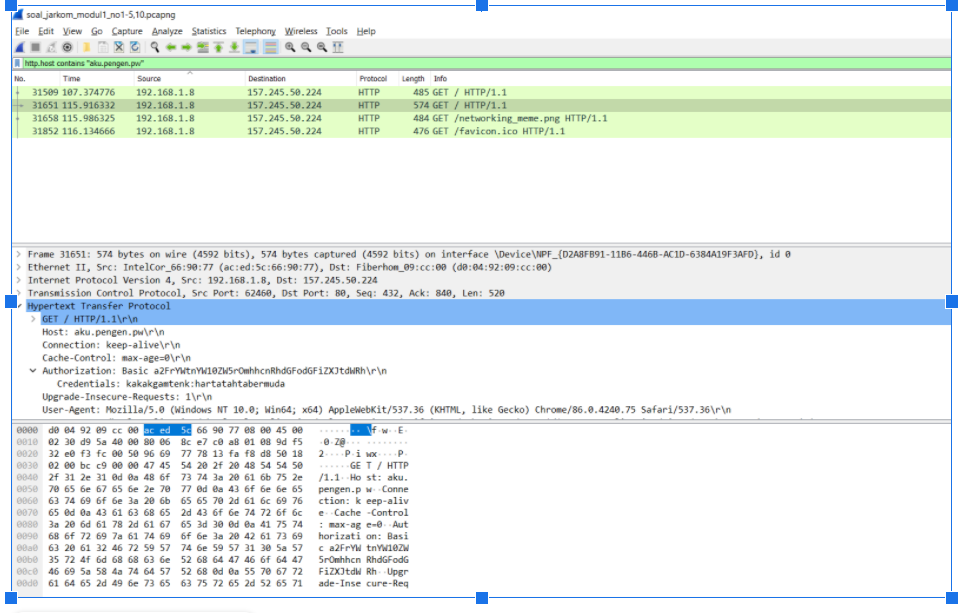 soal_jarkom_modul1_no1-5,10.pcapng
File Edit View Go Capture Analyze Statistics Telephony Wireless Tools Help
http.host contains "aku.pengen.pw"
No. Time Source Destination Protocol Length Info
31509 107.374776 192.168.1.8 157.245.50.224 HTTP 485 GET / HTTP/1.1
31651 115.916332 192.168.1.8 157.245.50.224 HTTP 574 GET / HTTP/1.1
31658 115.986325 192.168.1.8 157.245.50.224 HTTP 484 GET /networking_meme.png HTTP/1.1
31852 116.134666 192.168.1.8 157.245.50.224 HTTP 476 GET /favicon.ico HTTP/1.1
Frame 31651: 574 bytes on wire (4592 bits), 574 bytes captured (4592 bits) on interface \Device\NPF_{D2A8FB91-11B6-446B-AC1D-6384A19F3AFD}, id 0
Ethernet II, Src: IntelCor_66:90:77 (ac:ed:5c:66:90:77), Dst: Fiberhom_09:cc:00 (d0:04:92:09:cc:00)
Internet Protocol Version 4, Src: 192.168.1.8, Dst: 157.245.50.224
Transmission Control Protocol, Src Port: 62460, Dst Port: 80, Seq: 432, Ack: 840, Len: 520
Hypertext Transfer Protocol
GET / HTTP/1.1\r\n
Host: aku.pengen.pw\r\n
Connection: keep-alive\r\n
Cache-Control: max-age=0\r\n
Authorization: Basic a2FrYWtnYW10ZW5rOmhhcnRhdGFodGFiZXJtdWRh\r\n
Credentials: kakakgamtenk:hartatahtabermuda
Upgrade-Insecure-Requests: 1\r\n
User-Agent: Mozilla/5.0 (Windows NT 10.0; Win64; x64) AppleWebKit/537.36 (KHTML, like Gecko) Chrome/86.0.4240.75 Safari/537.36\r\n
0000 d0 04 92 09 cc 00 ac ed 5c 66 90 77 08 00 45 00 ········\f·w··E·
0010 02 30 d9 5a 40 00 80 06 8c e7 c0 a8 01 08 9d f5 ·0·Z@···········
0020 32 e0 f3 fc 00 50 96 69 77 78 13 fa f8 d8 50 18 2····P·iwx····P·
0030 02 00 bc c9 00 00 47 45 54 20 2f 20 48 54 54 50 ······GET / HTTP
0040 2f 31 2e 31 0d 0a 48 6f 73 74 3a 20 61 6b 75 2e /1.1··Host: aku.
0050 70 65 6e 67 65 6e 2e 70 77 0d 0a 43 6f 6e 6e 65 pengen.pw··Conne
0060 63 74 69 6f 6e 3a 20 6b 65 65 70 2d 61 6c 69 76 ction: keep-aliv
0070 65 0d 0a 43 61 63 68 65 2d 43 6f 6e 74 72 6f 6c e··Cache-Control
0080 3a 20 6d 61 78 2d 61 67 65 3d 30 0d 0a 41 75 74 : max-age=0··Aut
0090 68 6f 72 69 7a 61 74 69 6f 6e 3a 20 42 61 73 69 horization: Basi
00a0 63 20 61 32 46 72 59 57 74 6e 59 57 31 30 5a 57 c a2FrYWtnYW10ZW
00b0 35 72 4f 6d 68 68 63 6e 52 68 64 47 46 6f 64 47 5rOmhhcnRhdGFodG
00c0 46 69 5a 58 4a 74 64 57 52 68 0d 0a 55 70 67 72 FiZXJtdWRh··Upgr
00d0 61 64 65 2d 49 6e 73 65 63 75 72 65 2d 52 65 71 ade-Insecure-Req